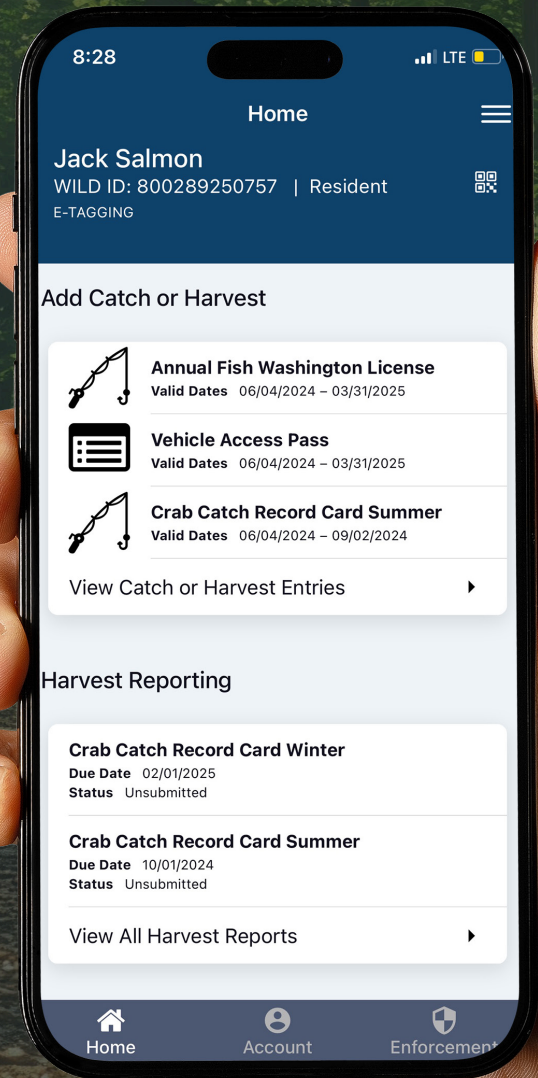 8:28
LTE
Home
Jack Salmon
WILD ID: 800289250757 | Resident
E-TAGGING
Add Catch or Harvest
Annual Fish Washington License
Valid Dates 06/04/2024 – 03/31/2025
Vehicle Access Pass
Valid Dates 06/04/2024 – 03/31/2025
Crab Catch Record Card Summer
Valid Dates 06/04/2024 – 09/02/2024
View Catch or Harvest Entries
Harvest Reporting
Crab Catch Record Card Winter
Due Date 02/01/2025
Status Unsubmitted
Crab Catch Record Card Summer
Due Date 10/01/2024
Status Unsubmitted
View All Harvest Reports
Home
Account
Enforcement